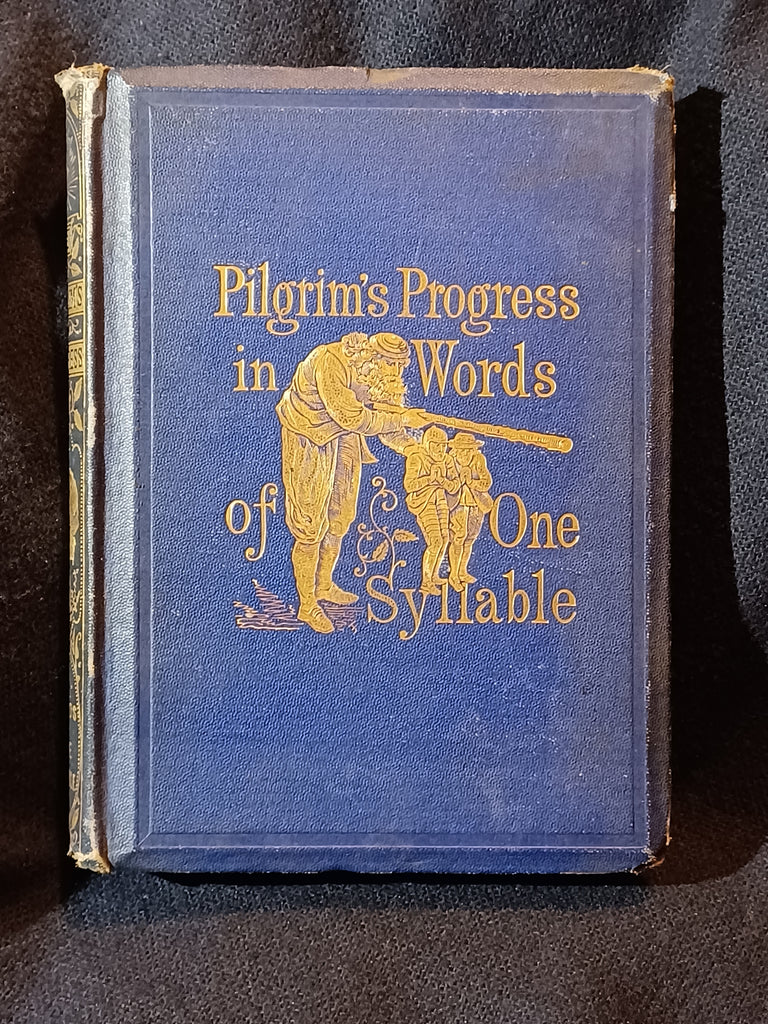 Pilgrim's Progress
in Words
of One
Syllable